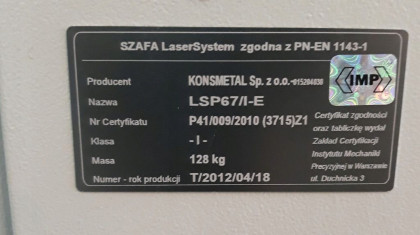 SZAFA LaserSystem zgodna z PN-EN 1143-1
Producent KONSMETAL Sp. z o.o. -015204030
Nazwa LSP67/I-E
Nr Certyfikatu P41/009/2010 (3715)Z1
Klasa - I -
Masa 128 kg
Numer - rok produkcji T/2012/04/18
IMP
Certyfikat zgodności
oraz tabliczkę wydał
Zakład Certyfikacji
Instytutu Mechaniki
Precyzyjnej w Warszawie
ul. Duchnicka 3